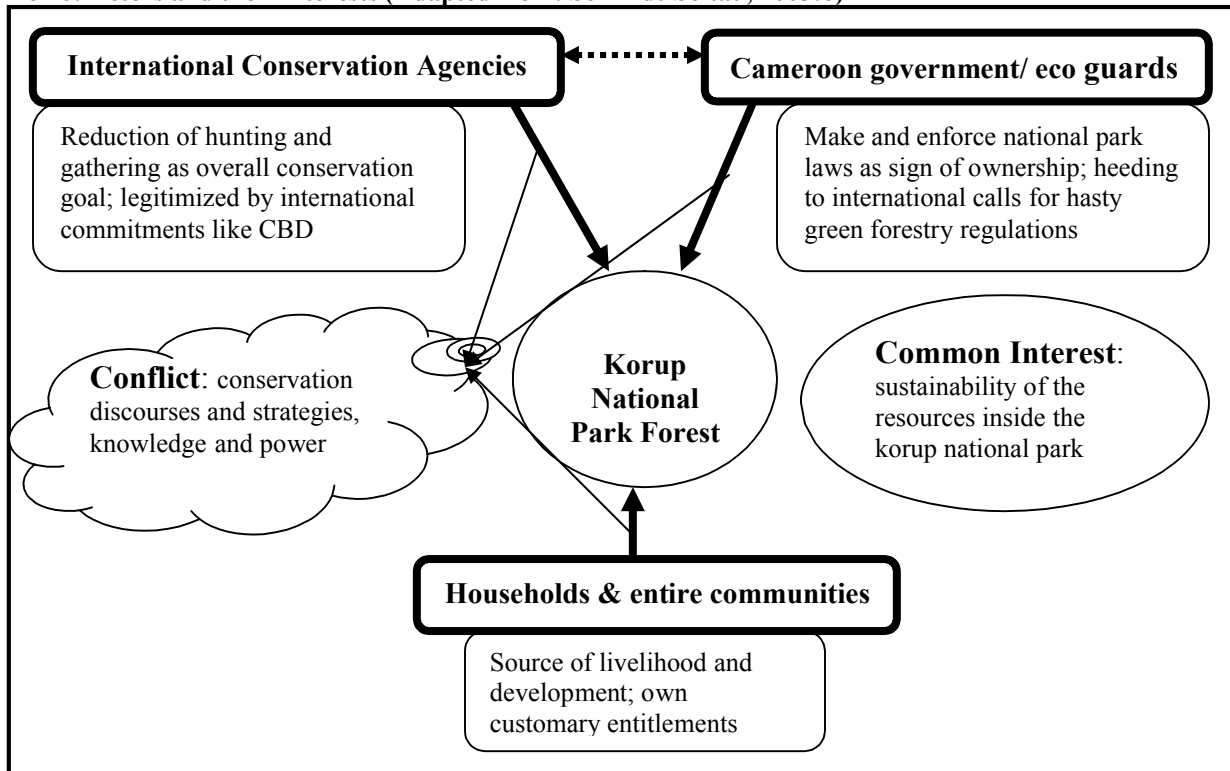 International Conservation Agencies
Cameroon government/ eco guards
Reduction of hunting and
gathering as overall conservation
goal; legitimized by international
commitments like CBD
Make and enforce national park
laws as sign of ownership; heeding
to international calls for hasty
green forestry regulations
Conflict: conservation
discourses and strategies,
knowledge and power
Korup
National
Park Forest
Common Interest:
sustainability of the
resources inside the
korup national park
Households & entire communities
Source of livelihood and
development; own
customary entitlements